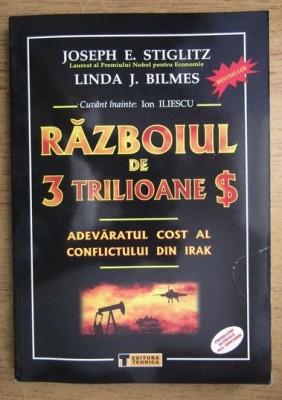 JOSEPH E. STIGLITZ
Laureat al Premiului Nobel pentru Economie
LINDA J. BILMES
BESTSELLER
Cuvânt înainte: Ion ILIESCU
RĂZBOIUL
DE
3 TRILIOANE $
ADEVĂRATUL COST AL
CONFLICTULUI DIN IRAK
T EDITURA
TEHNICA